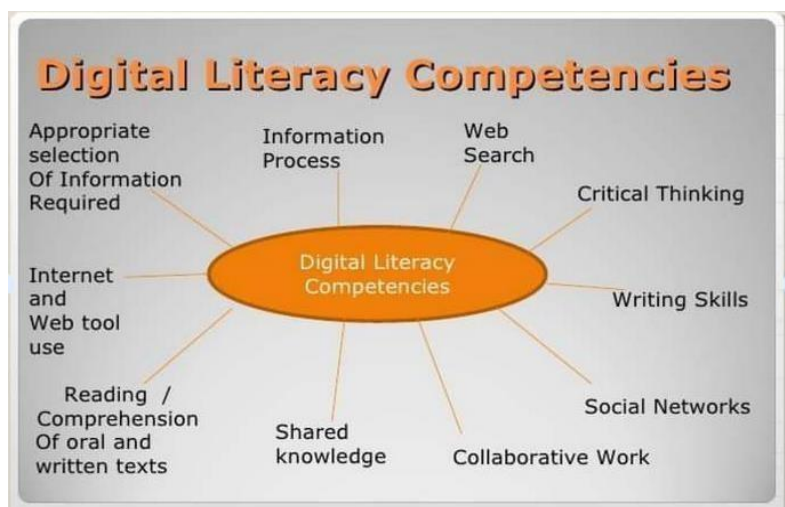 Digital Literacy Competencies
Appropriate
selection
Of Information
Required
Information
Process
Web
Search
Critical Thinking
Digital Literacy
Competencies
Internet
and
Web tool
use
Writing Skills
Reading /
Comprehension
Of oral and
written texts
Shared
knowledge
Collaborative Work
Social Networks